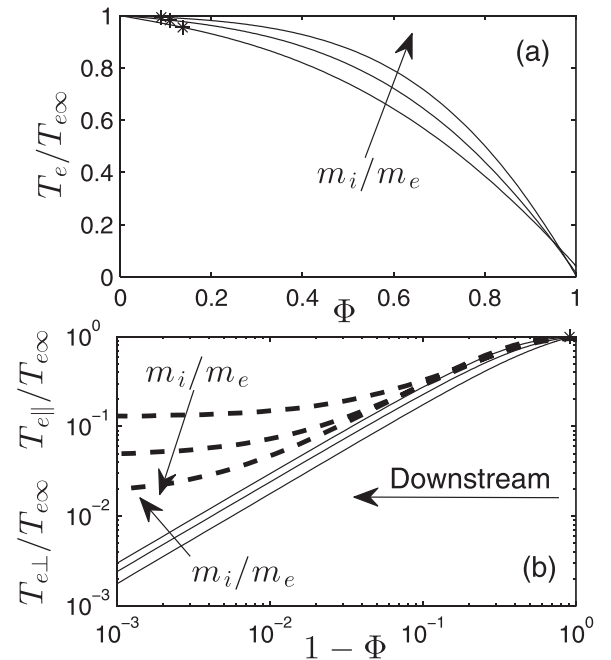 1
0.8
0.6
0.4
0.2
0
T_e/T_{e∞}
(a)
m_i/m_e
0 0.2 0.4 0.6 0.8 1
Φ
10^0
10^{-1}
10^{-2}
10^{-3}
T_{e⊥}/T_{e∞} T_{e∥}/T_{e∞}
m_i/m_e
Downstream
m_i/m_e
(b)
10^{-3} 10^{-2} 10^{-1} 10^0
1 − Φ